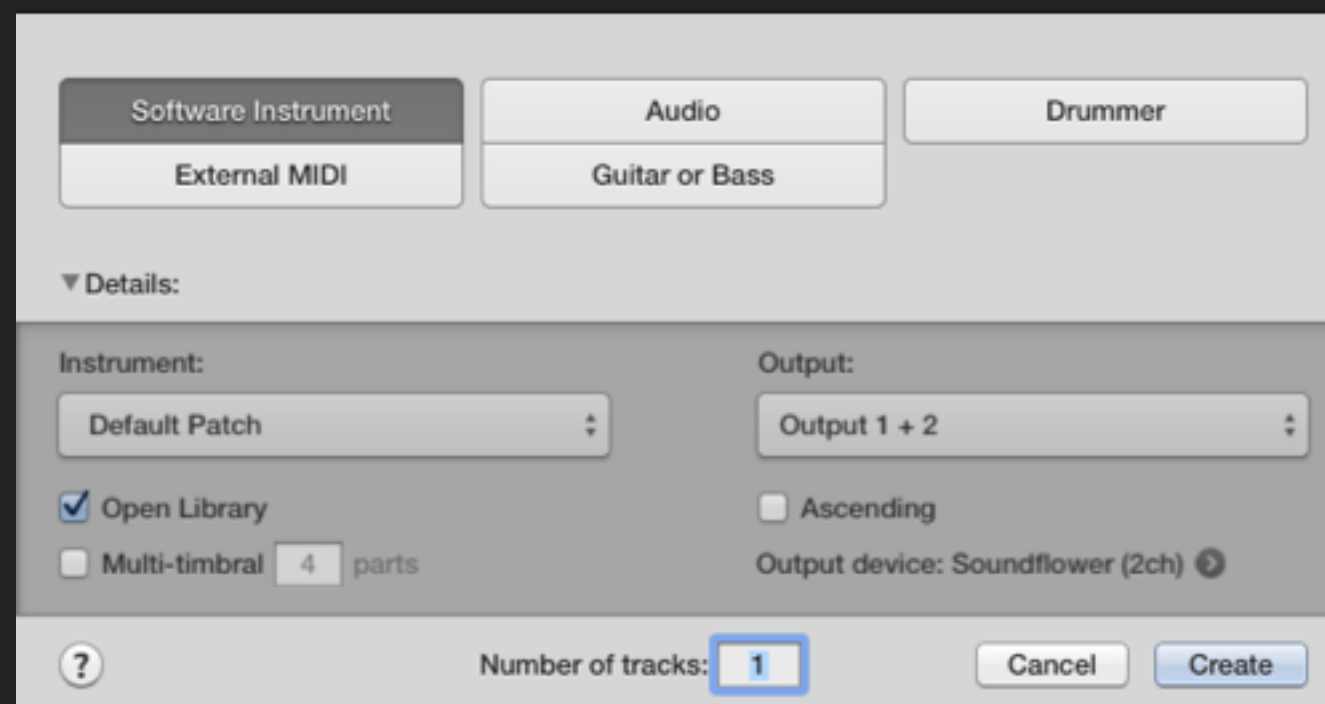 Software Instrument Audio Drummer
External MIDI Guitar or Bass
Details:
Instrument: Output:
Default Patch Output 1 + 2
Open Library Ascending
Multi-timbral 4 parts Output device: Soundflower (2ch)
? Number of tracks: 1 Cancel Create